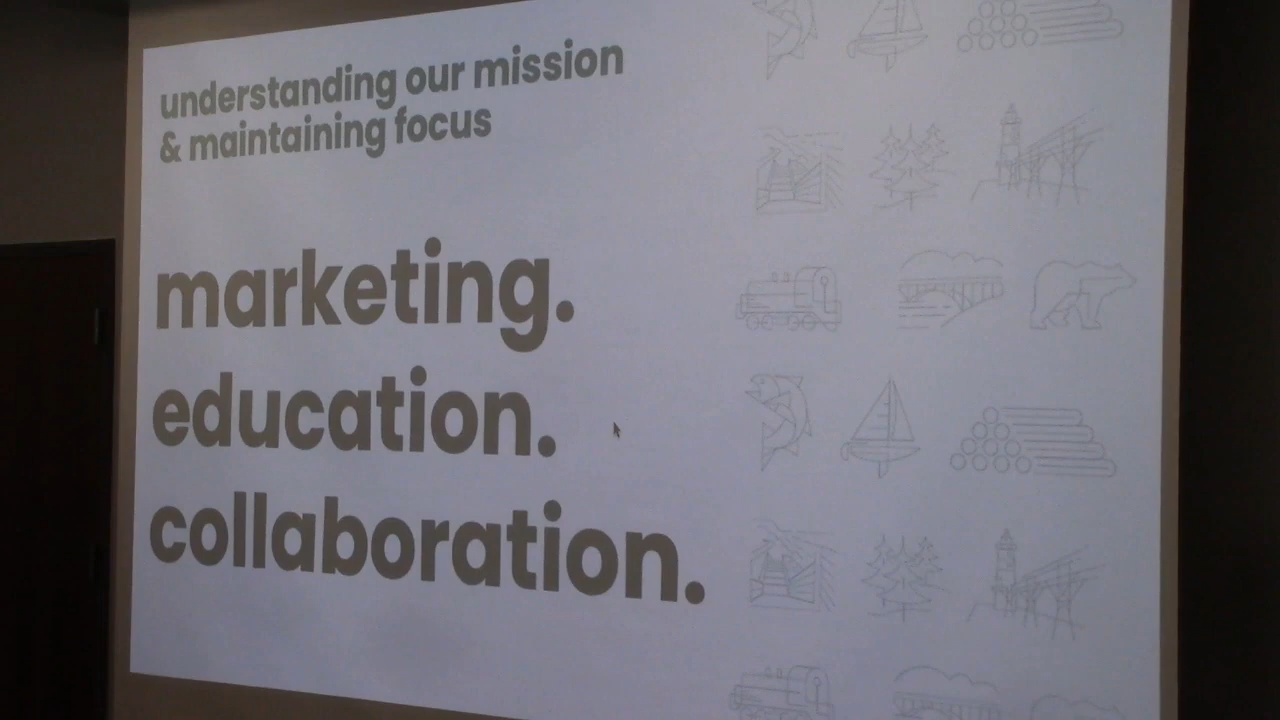 understanding our mission
& maintaining focus
marketing.
education.
collaboration.